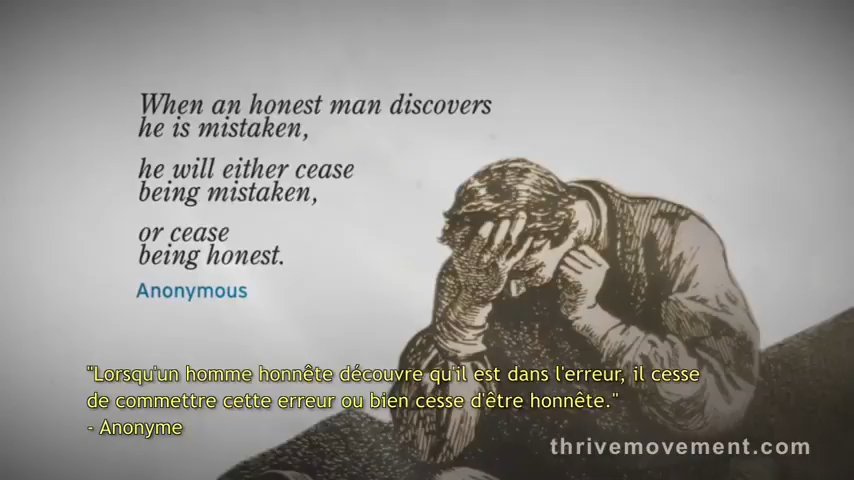 When an honest man discovers
he is mistaken,
he will either cease
being mistaken,
or cease
being honest.
Anonymous
"Lorsqu'un homme honnête découvre qu'il est dans l'erreur, il cesse
de commettre cette erreur ou bien cesse d'être honnête."
- Anonyme
thrivemovement.com